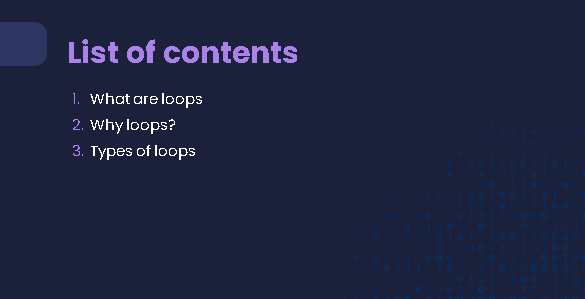 List of contents
1. What are loops
2. Why loops?
3. Types of loops